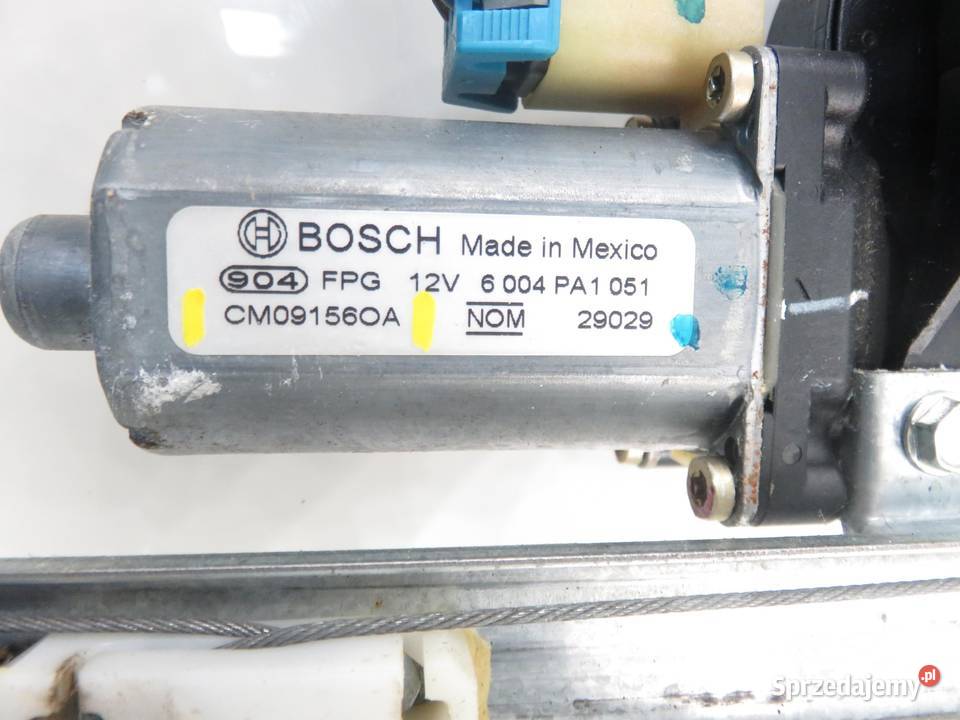 BOSCH Made in Mexico
904 FPG 12V 6 004 PA1 051
CM09156OA NOM 29029
Sprzedajemy.pl